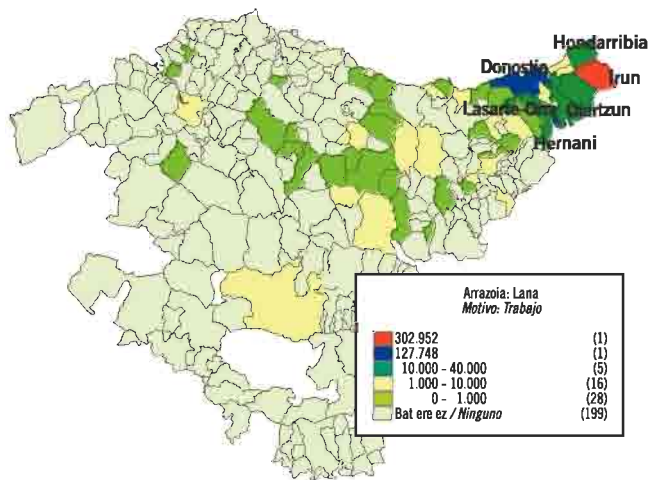 Hondarribia
Donostia
Irun
Lasarte-Oria Oiartzun
Hernani
Arrazoia: Lana
Motivo: Trabajo
302.952 (1)
127.748 (1)
10.000 - 40.000 (5)
1.000 - 10.000 (16)
0 - 1.000 (28)
Bat ere ez / Ninguno (199)